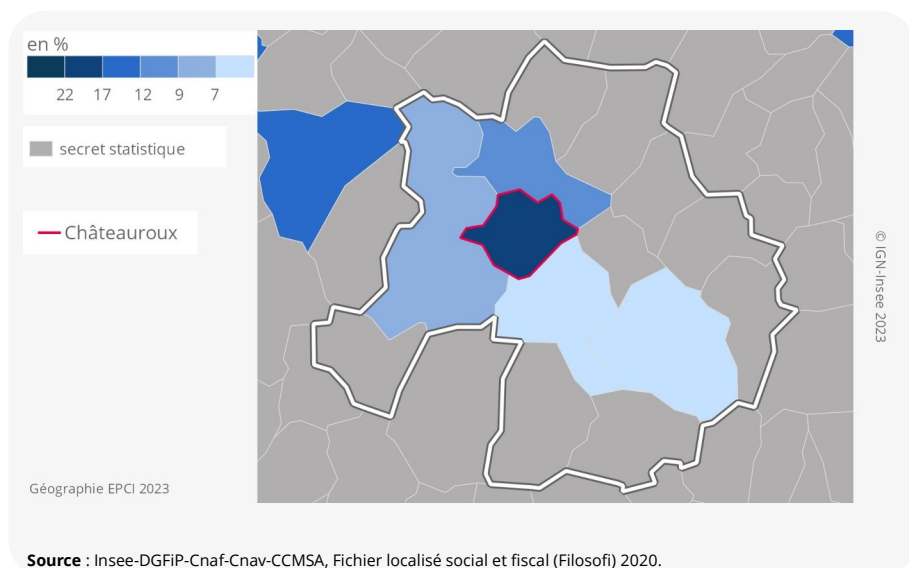 en %
22 17 12 9 7
secret statistique
Châteauroux
© IGN-Insee 2023
Géographie EPCI 2023
Source : Insee-DGFiP-Cnaf-Cnav-CCMSA, Fichier localisé social et fiscal (Filosofi) 2020.